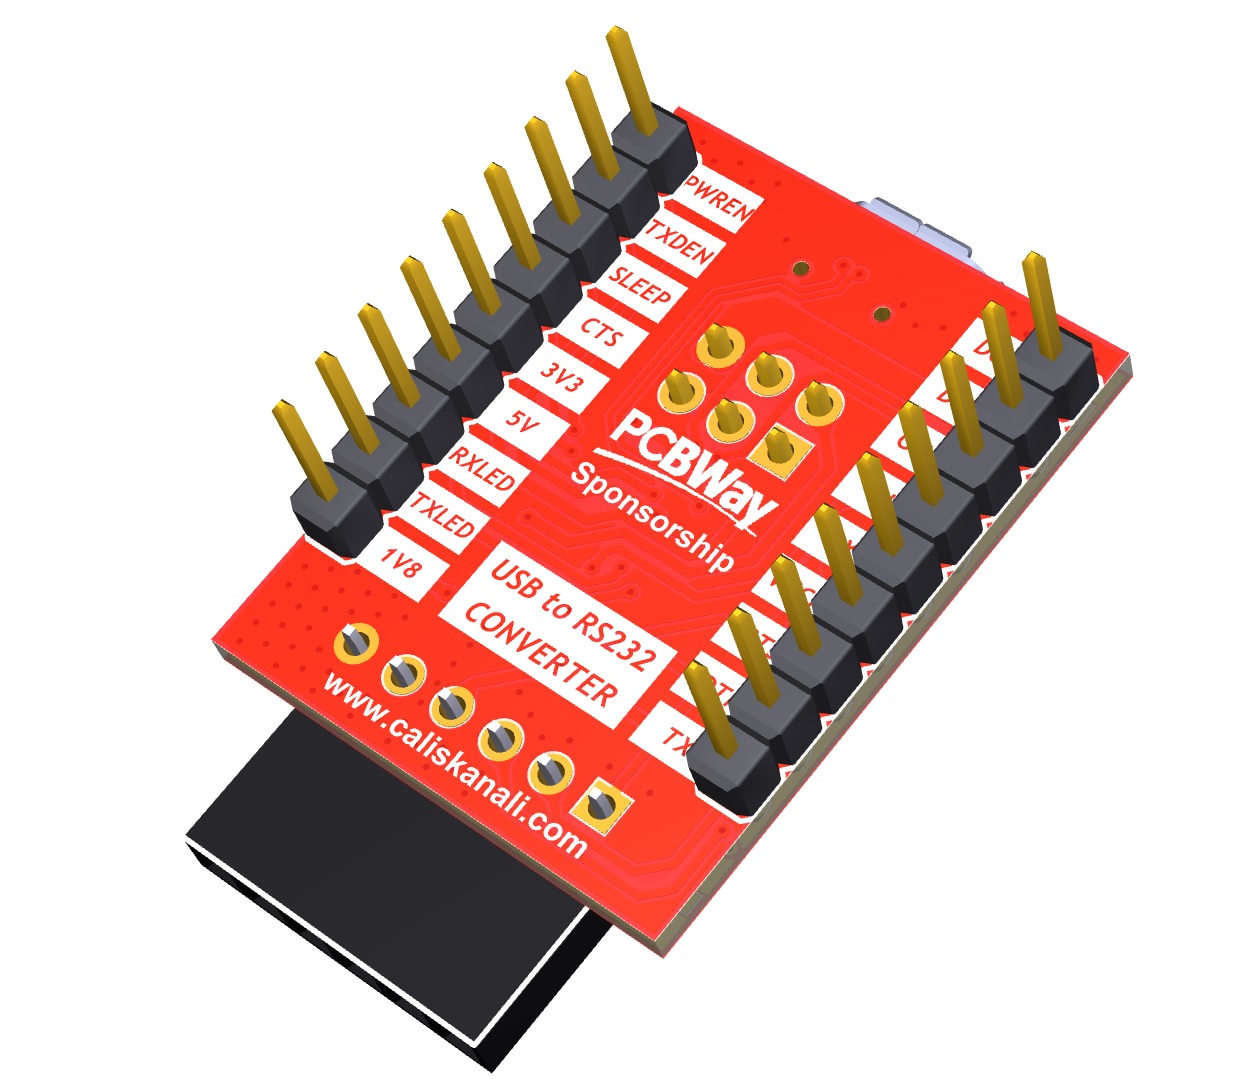 PWREN
TXDEN
SLEEP
CTS
3V3
5V
RXLED
TXLED
1V8
PCBWay
Sponsorship
USB to RS232
CONVERTER
www.caliskanali.com